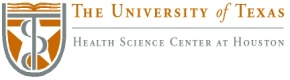 THE UNIVERSITY of TEXAS
HEALTH SCIENCE CENTER AT HOUSTON